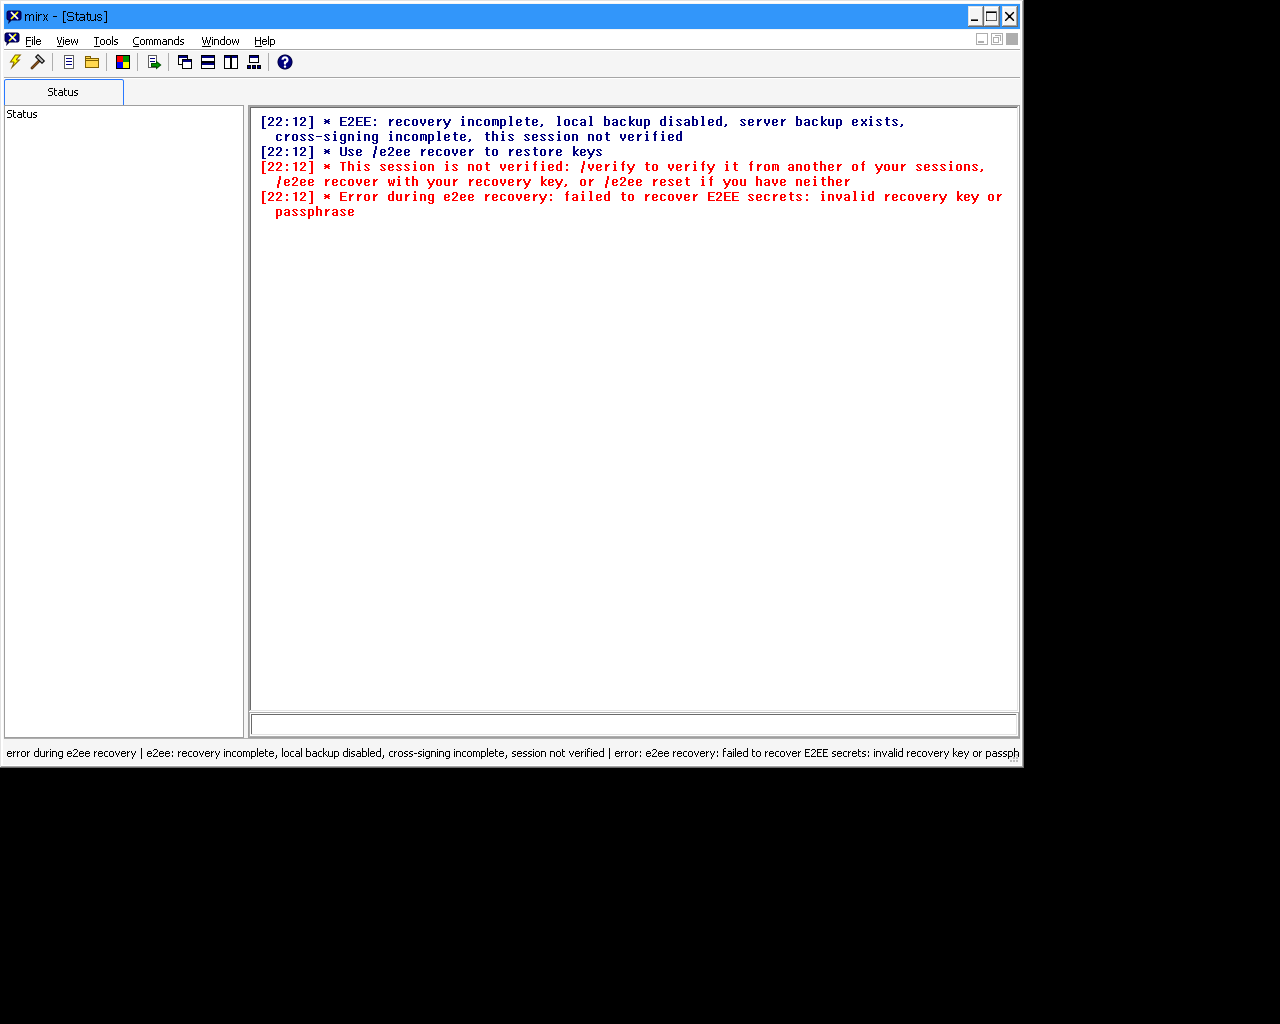 mirx - [Status]
File View Tools Commands Window Help
Status
Status
[22:12] * E2EE: recovery incomplete, local backup disabled, server backup exists,
cross-signing incomplete, this session not verified
[22:12] * Use /e2ee recover to restore keys
[22:12] * This session is not verified: /verify to verify it from another of your sessions,
/e2ee recover with your recovery key, or /e2ee reset if you have neither
[22:12] * Error during e2ee recovery: failed to recover E2EE secrets: invalid recovery key or
passphrase
error during e2ee recovery | e2ee: recovery incomplete, local backup disabled, cross-signing incomplete, session not verified | error: e2ee recovery: failed to recover E2EE secrets: invalid recovery key or passph